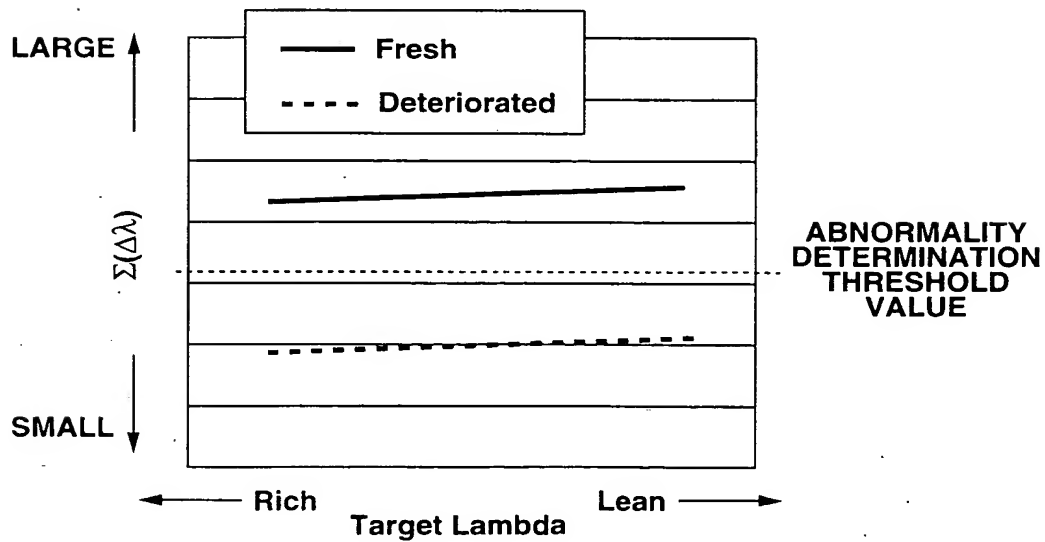 LARGE
Fresh
Deteriorated
Σ(Δλ)
ABNORMALITY
DETERMINATION
THRESHOLD
VALUE
SMALL
Rich
Lean
Target Lambda